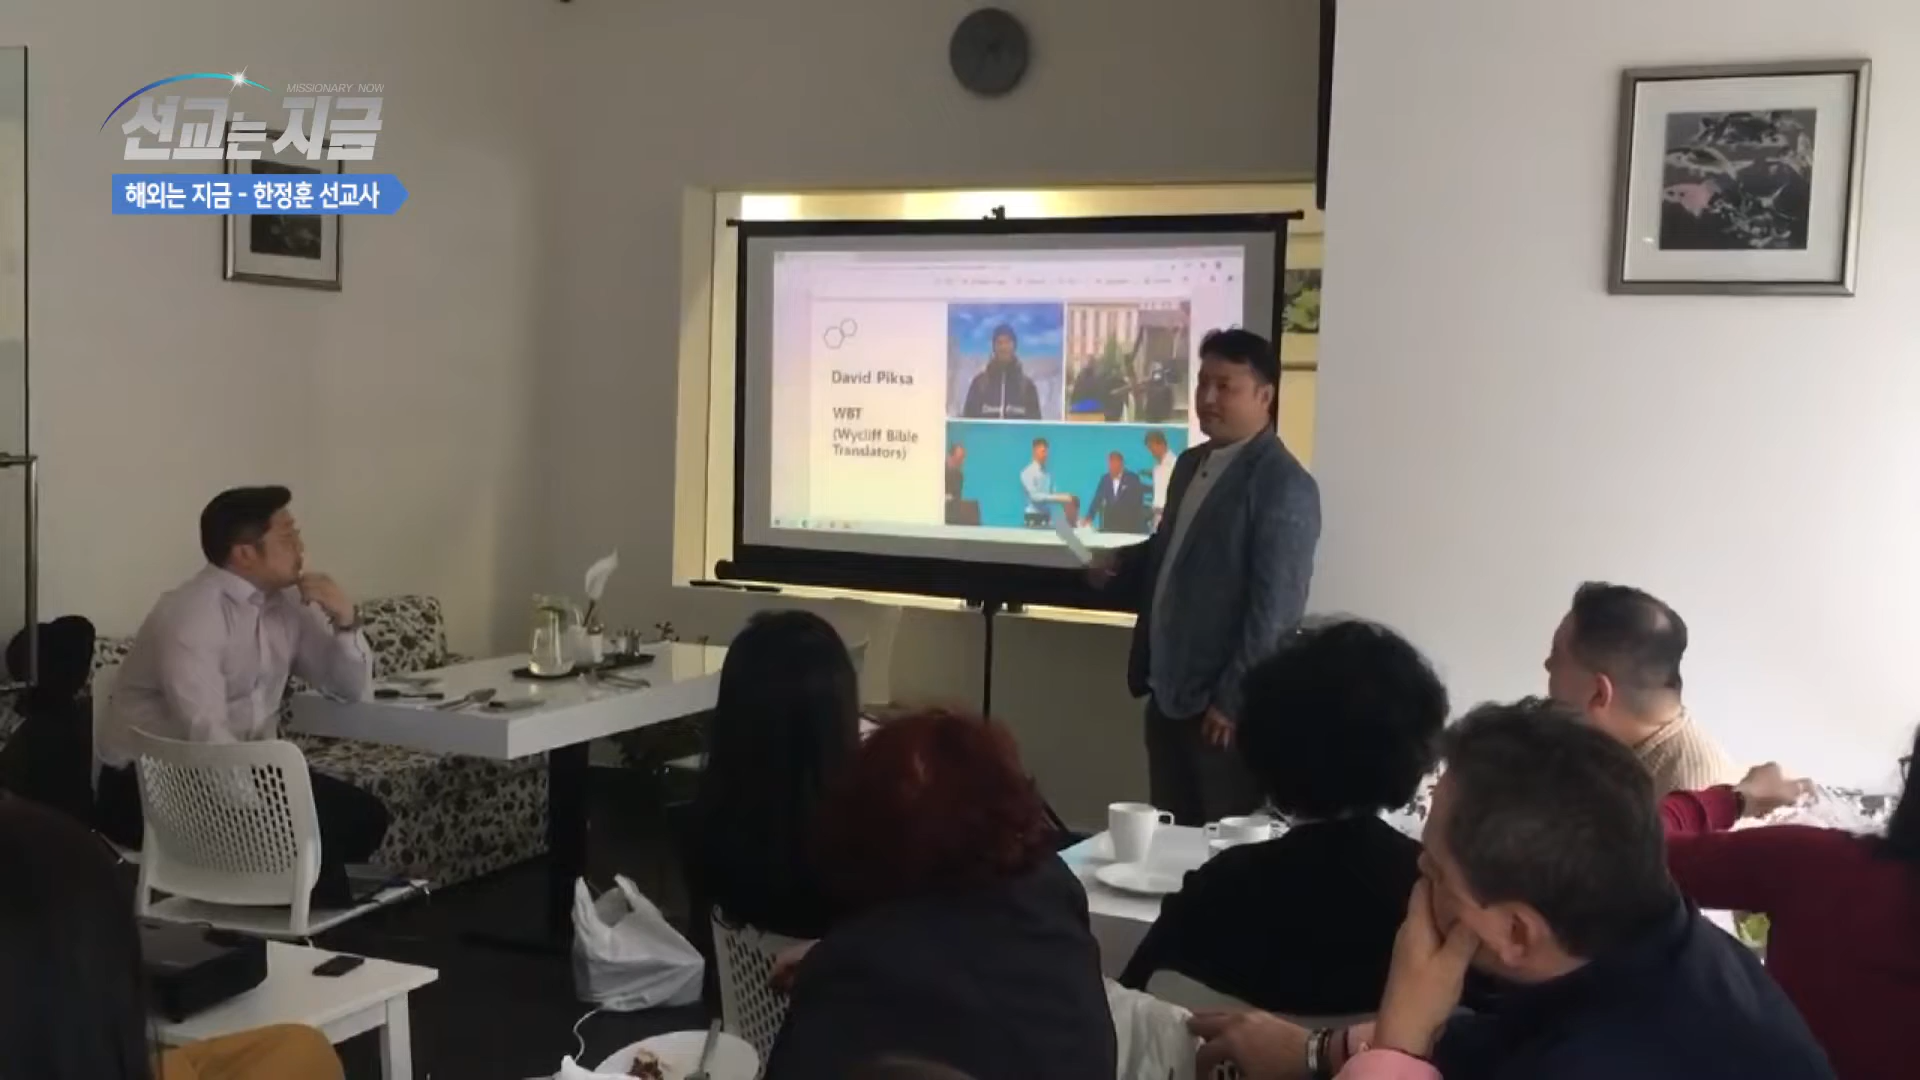 MISSIONARY NOW
선교는 지금
해외는 지금 - 한정훈 선교사
David Piksa
WBT
(Wycliff Bible
Translators)